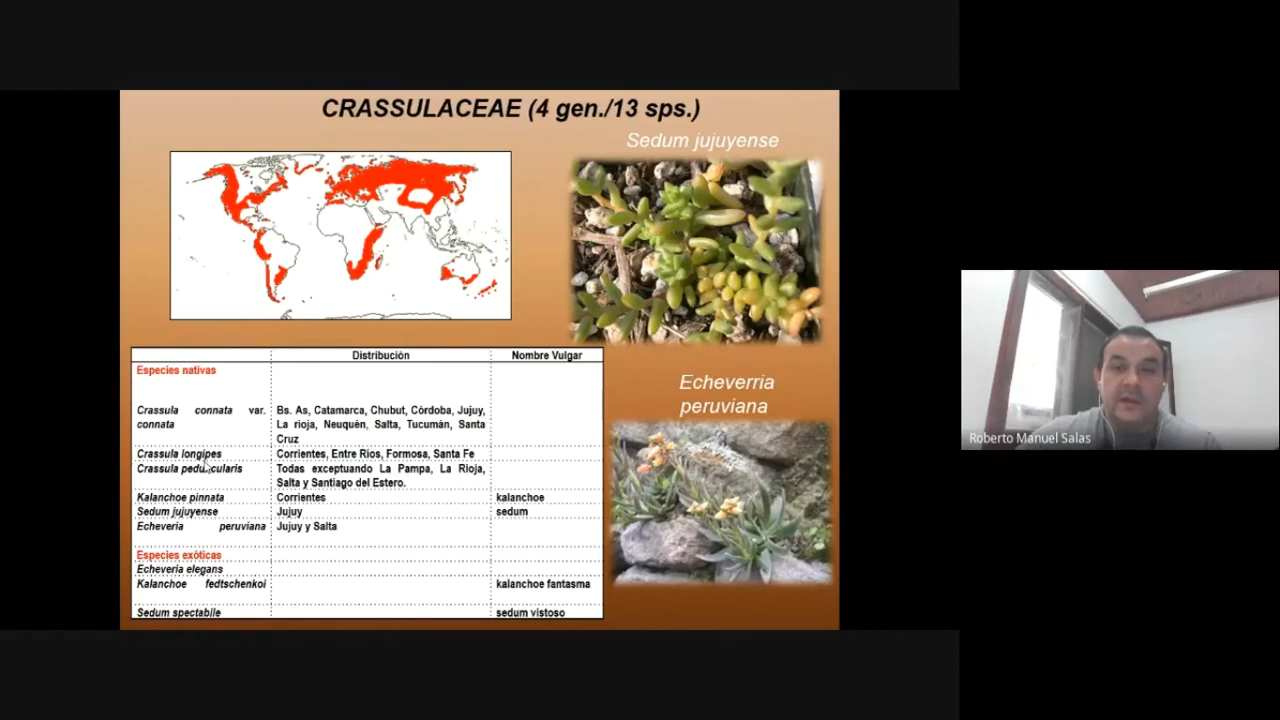 CRASSULACEAE (4 gen./13 sps.)
Sedum jujuyense
Echeverria
peruviana
Distribución Nombre Vulgar
Especies nativas
Crassula connata var. Bs. As, Catamarca, Chubut, Córdoba, Jujuy,
connata La rioja, Neuquén, Salta, Tucumán, Santa
Cruz
Crassula longipes Corrientes, Entre Ríos, Formosa, Santa Fe
Crassula Todas exceptuando La Pampa, La Rioja,
Salta y Santiago del Estero.
Kalanchoe pinnata Corrientes kalanchoe
Sedum jujuyense Jujuy sedum
Echeveria peruviana Jujuy y Salta
Especies exóticas
Echeveria elegans
Kalanchoe fedtschenkoi kalanchoe fantasma
Sedum spectabile sedum vistoso
Roberto Manuel Salas